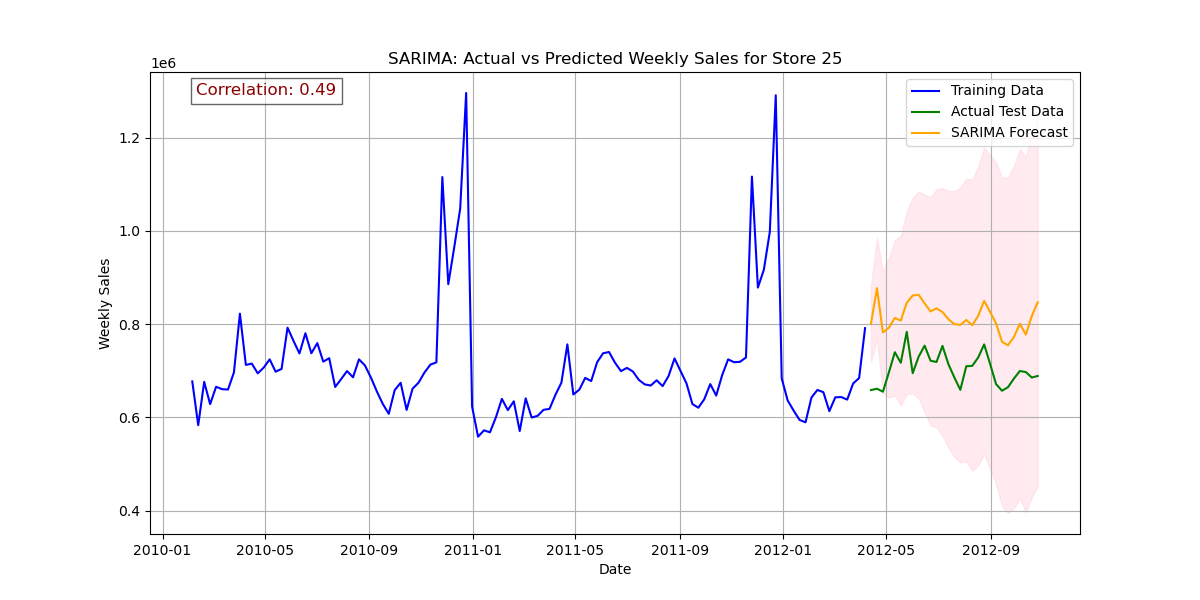 SARIMA: Actual vs Predicted Weekly Sales for Store 25
1e6
Correlation: 0.49
Training Data
Actual Test Data
SARIMA Forecast
1.2
1.0
0.8
0.6
0.4
Weekly Sales
2010-01
2010-05
2010-09
2011-01
2011-05
2011-09
2012-01
2012-05
2012-09
Date